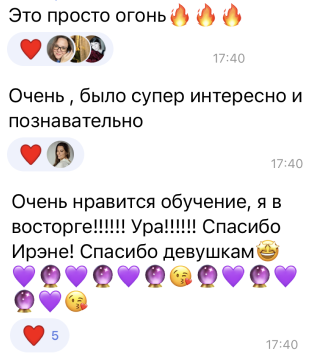 Это просто огонь🔥🔥🔥
❤️
17:40
Очень , было супер интересно и
познавательно
❤️
17:40
Очень нравится обучение, я в
восторге!!!!!! Ура!!!!!! Спасибо
Ирэне! Спасибо девушкам🤩
💜🔮💜🔮💜🔮😘🔮💜🔮💜
🔮💜😘
❤️ 5
17:40